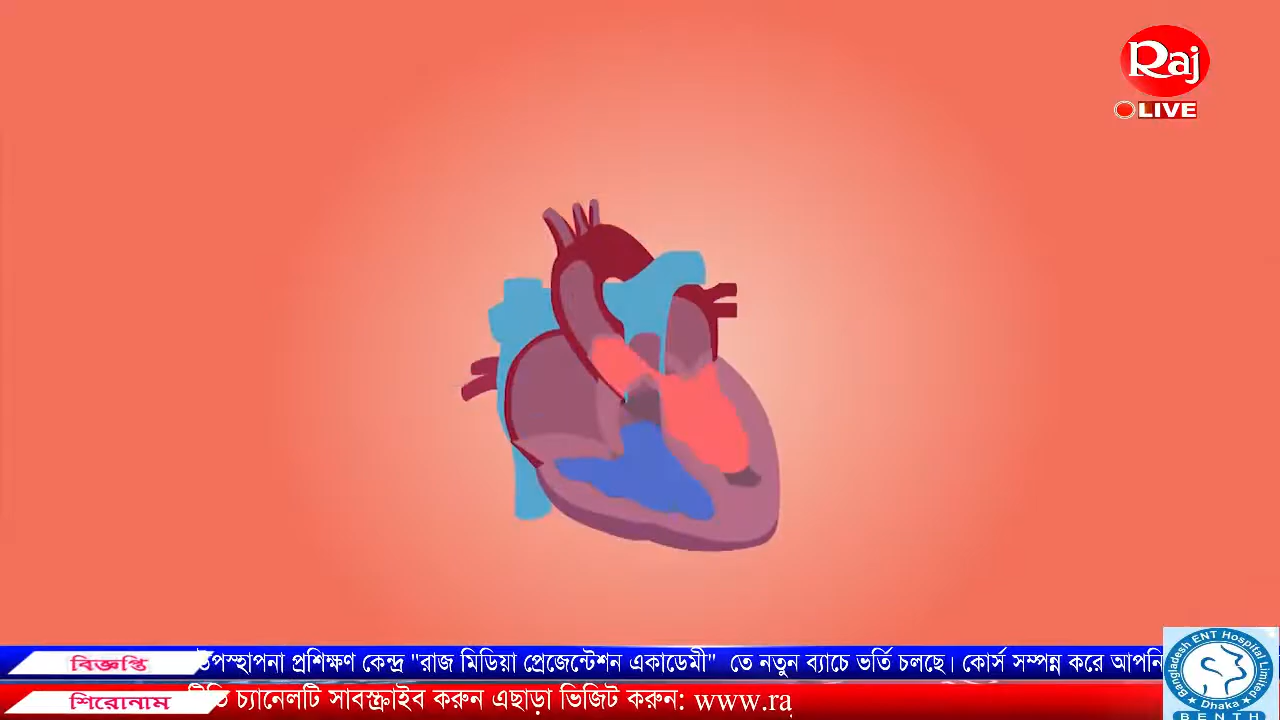 Raj
LIVE
বিজ্ঞপ্তি
উপস্থাপনা প্রশিক্ষণ কেন্দ্র "রাজ মিডিয়া প্রেজেন্টেশন একাডেমী" তে নতুন ব্যাচে ভর্তি চলছে। কোর্স সম্পন্ন করে আপনি
শিরোনাম
টিভি চ্যানেলটি সাবস্ক্রাইব করুন এছাড়া ভিজিট করুন: www.raj
Bangladesh ENT Hospital Limited
Dhaka
BENTH